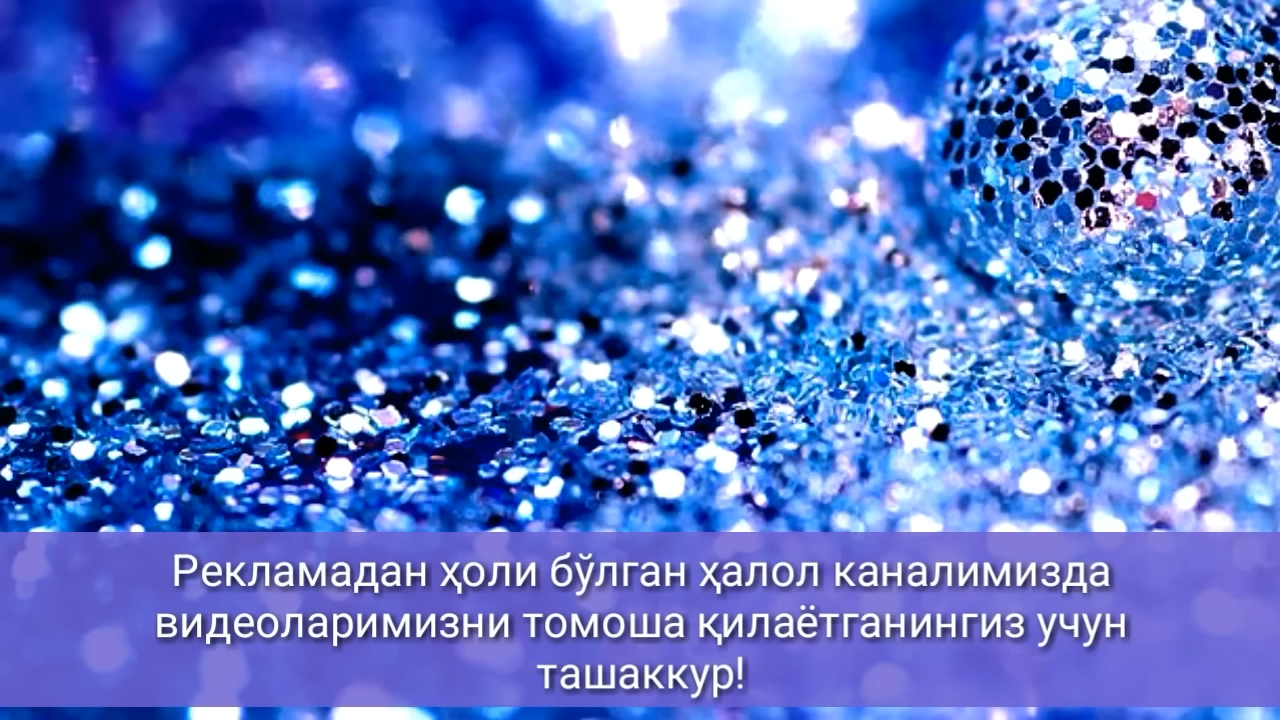 Рекламадан ҳоли бўлган ҳалол каналимизда
видеоларимизни томоша қилаётганингиз учун
ташаккур!